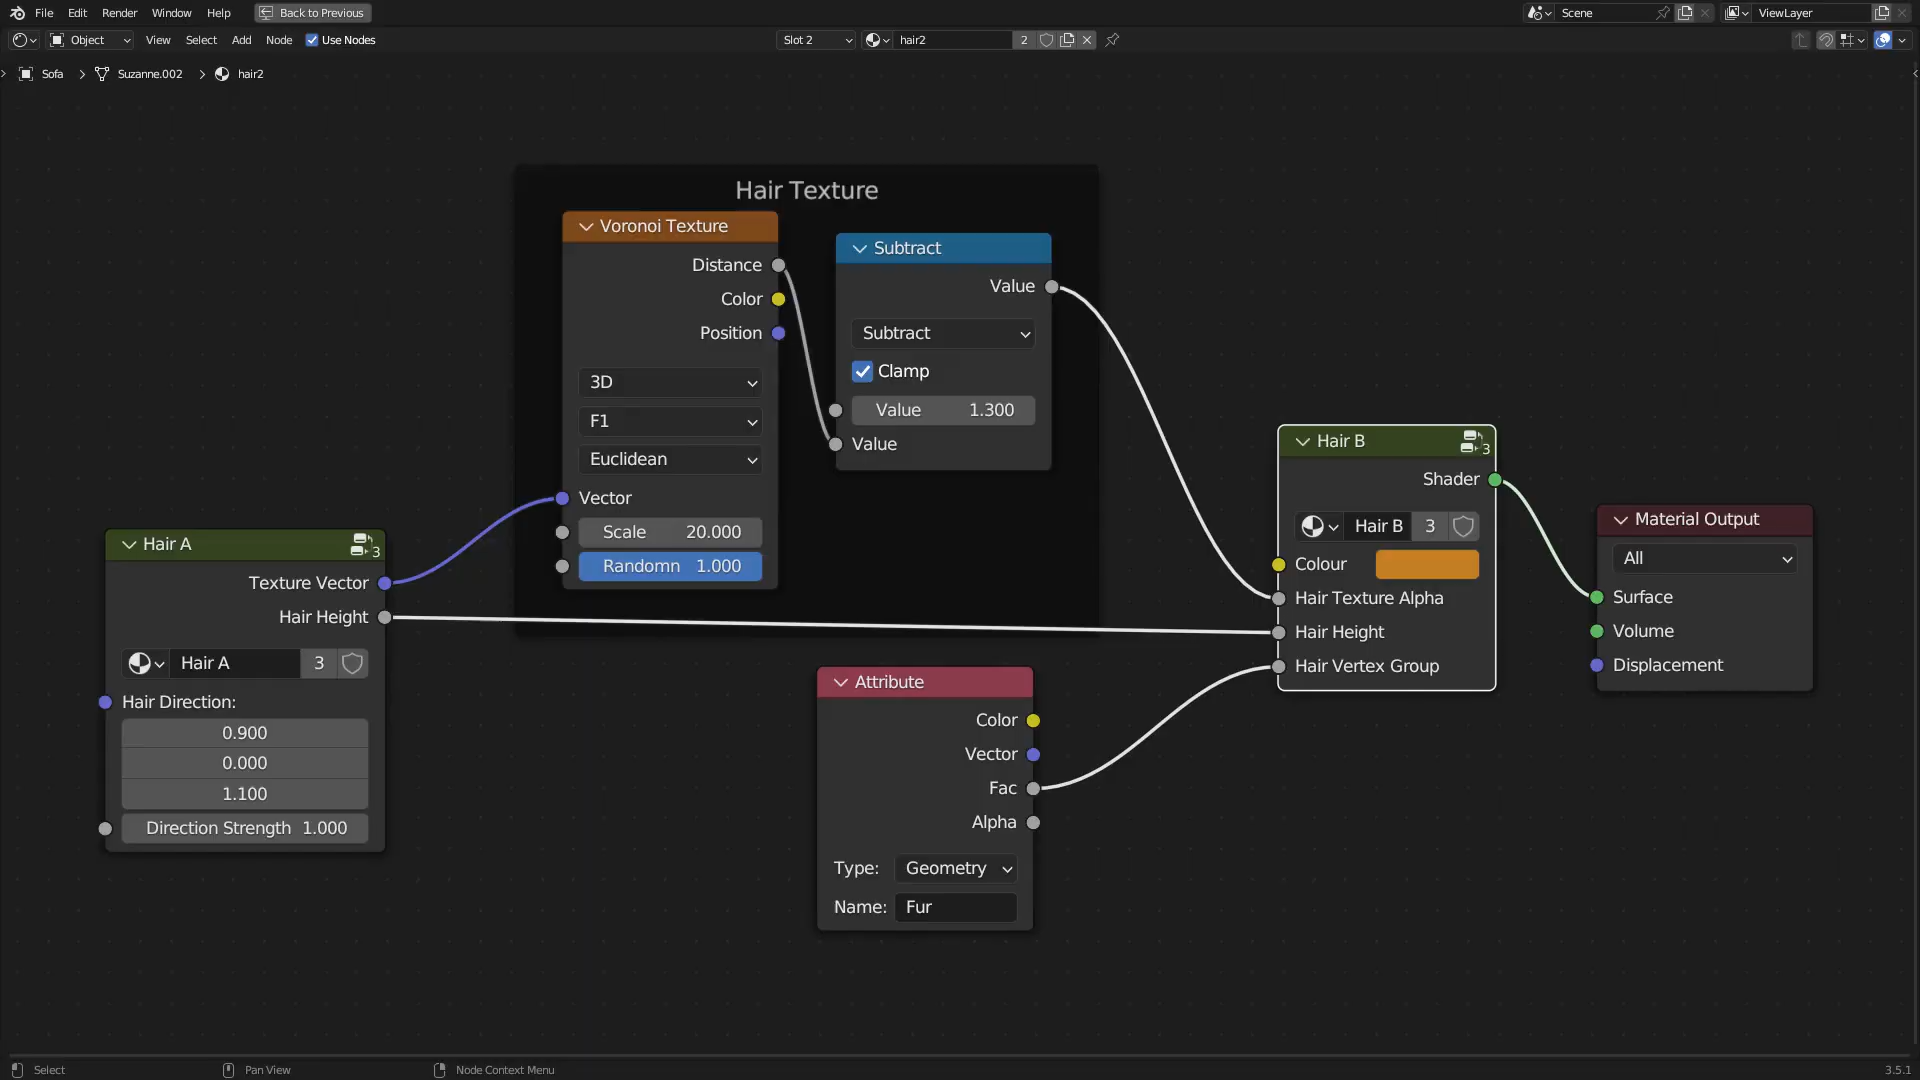 File Edit Render Window Help Back to Previous Scene ViewLayer
Object View Select Add Node Use Nodes Slot 2 hair2 2
Sofa Suzanne.002 hair2
Hair Texture
Voronoi Texture
Distance
Color
Position
3D
F1
Euclidean
Vector
Scale 20.000
Randomn 1.000
Subtract
Value
Subtract
Clamp
Value 1.300
Value
Hair A 3
Texture Vector
Hair Height
Hair A 3
Hair Direction:
0.900
0.000
1.100
Direction Strength 1.000
Attribute
Color
Vector
Fac
Alpha
Type: Geometry
Name: Fur
Hair B 3
Shader
Hair B 3
Colour
Hair Texture Alpha
Hair Height
Hair Vertex Group
Material Output
All
Surface
Volume
Displacement
Select Pan View Node Context Menu 3.5.1